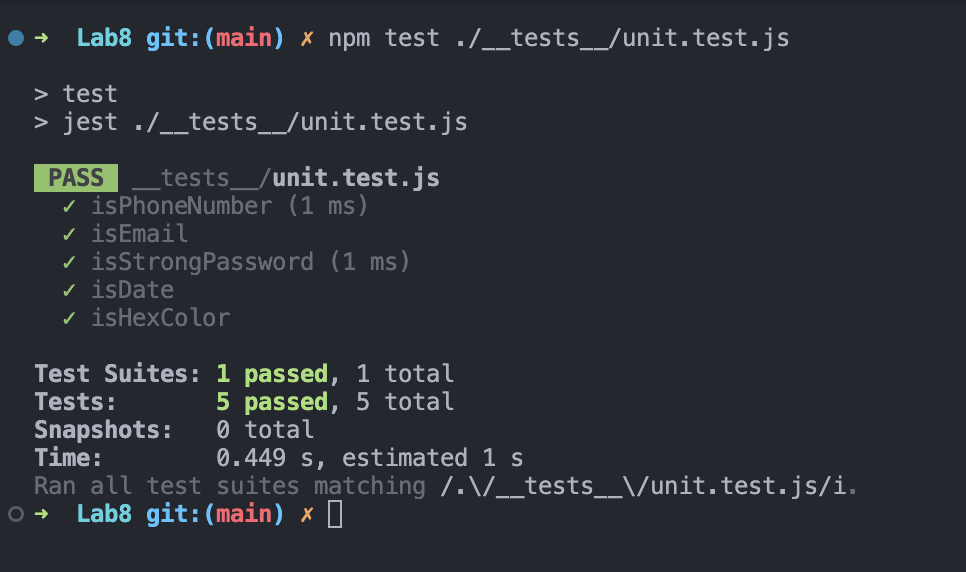 ➜  Lab8 git:(main) ✗ npm test ./__tests__/unit.test.js
> test
> jest ./__tests__/unit.test.js
PASS  __tests__/unit.test.js
✓ isPhoneNumber (1 ms)
✓ isEmail
✓ isStrongPassword (1 ms)
✓ isDate
✓ isHexColor
Test Suites: 1 passed, 1 total
Tests:       5 passed, 5 total
Snapshots:   0 total
Time:        0.449 s, estimated 1 s
Ran all test suites matching /.\/__tests__\/unit.test.js/i.
➜  Lab8 git:(main) ✗